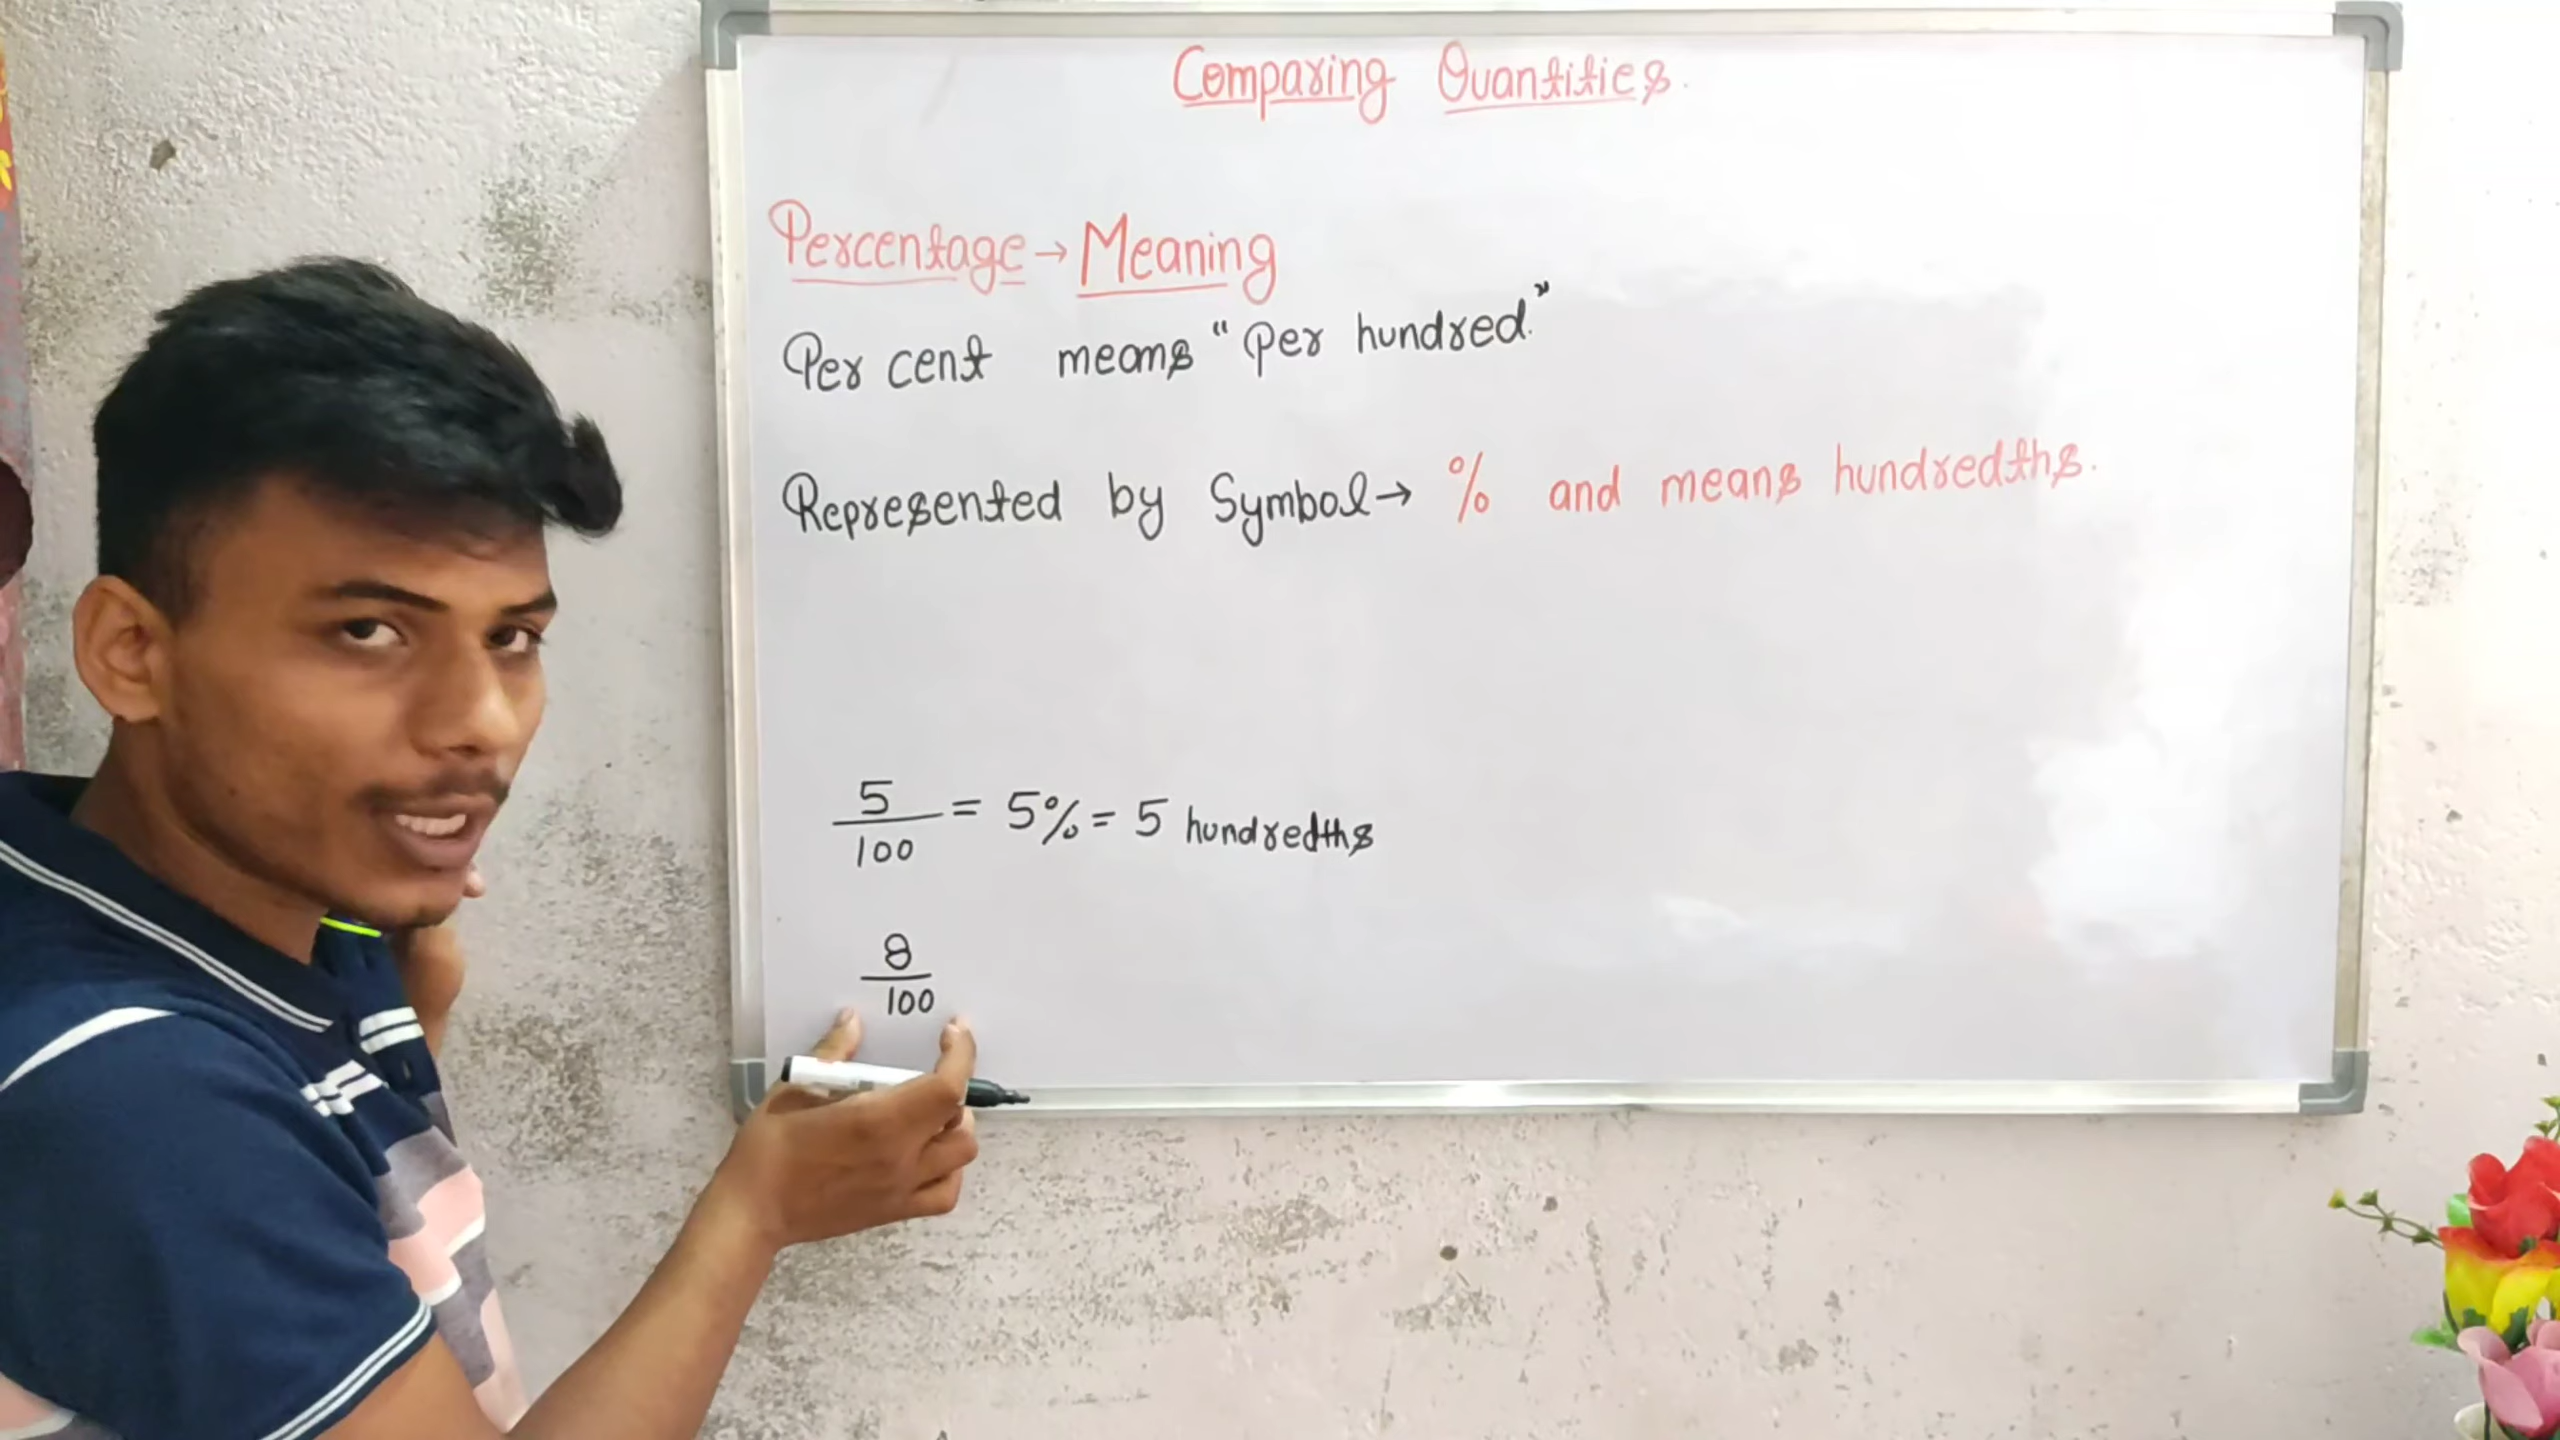 Comparing Quantities.
Percentage → Meaning
Per cent means "Per hundred."
Represented by Symbol → % and means hundredths.
5/100 = 5% = 5 hundredths
8/100